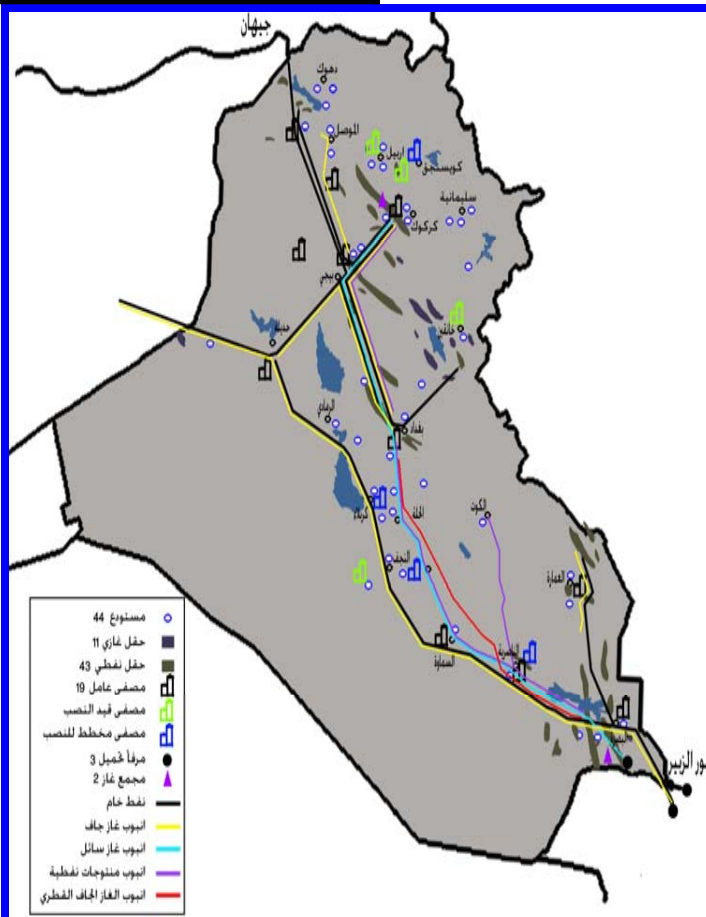 جيهان
دهوك
الموصل
اربيل
كويسنجق
سليمانية
كركوك
بيجي
حديثة
خانقين
الرمادي
بغداد
كربلاء
الحلة
الكوت
النجف
العمارة
السماوة
الناصرية
البصرة
ور الزبير
مستودع 44
حقل غازي 11
حقل نفطي 43
مصفى عامل 19
مصفى قيد النصب
مصفى مخطط للنصب
مرفأ تحميل 3
مجمع غاز 2
نفط خام
انبوب غاز جاف
انبوب غاز سائل
انبوب منتوجات نفطية
انبوب الغاز الجاف القطري